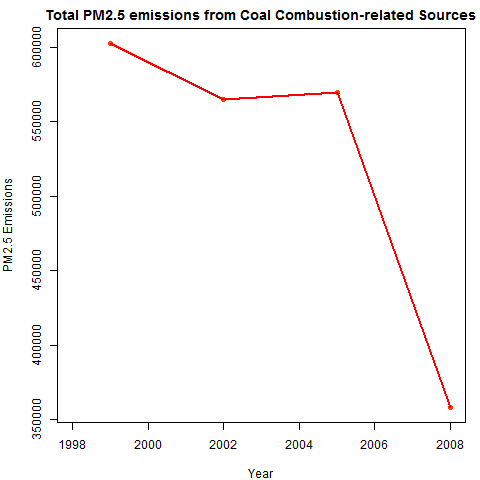 Total PM2.5 emissions from Coal Combustion-related Sources
PM2.5 Emissions
600000
550000
500000
450000
400000
350000
1998 2000 2002 2004 2006 2008
Year